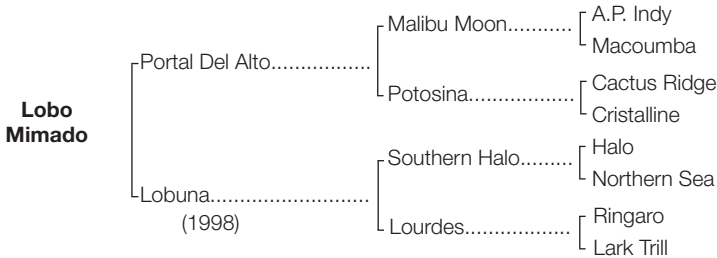 A.P. Indy
Malibu Moon...........
Macoumba
Portal Del Alto.................
Cactus Ridge
Potosina..................
Cristalline
Lobo
Mimado
Halo
Southern Halo.........
Northern Sea
Lobuna...........................
(1998)
Ringaro
Lourdes..................
Lark Trill